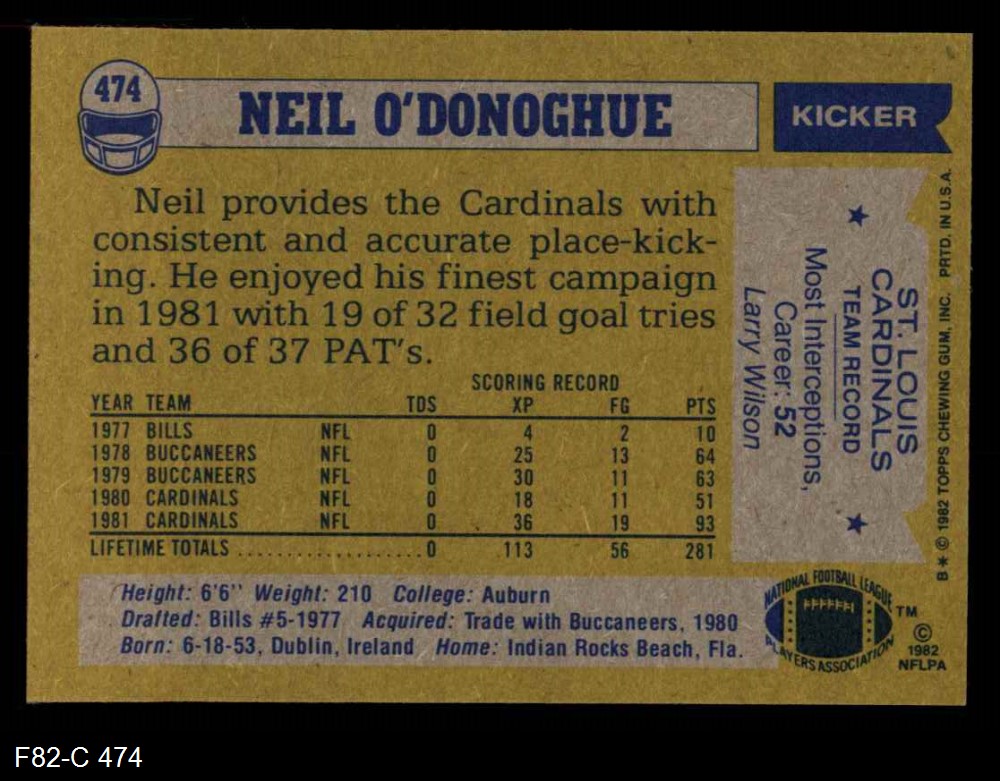 474
NEIL O'DONOGHUE
KICKER
Neil provides the Cardinals with
consistent and accurate place-kick-
ing. He enjoyed his finest campaign
in 1981 with 19 of 32 field goal tries
and 36 of 37 PAT's.
SCORING RECORD
YEAR TEAM TDS XP FG PTS
1977 BILLS NFL 0 4 2 10
1978 BUCCANEERS NFL 0 25 13 64
1979 BUCCANEERS NFL 0 30 11 63
1980 CARDINALS NFL 0 18 11 51
1981 CARDINALS NFL 0 36 19 93
LIFETIME TOTALS ...................0 113 56 281
Height: 6'6" Weight: 210 College: Auburn
Drafted: Bills #5-1977 Acquired: Trade with Buccaneers, 1980
Born: 6-18-53, Dublin, Ireland Home: Indian Rocks Beach, Fla.
ST. LOUIS
CARDINALS
★ TEAM RECORD ★
Most Interceptions,
Career: 52
Larry Wilson
B★ © 1982 TOPPS CHEWING GUM, INC. PRTD. IN U.S.A.
NATIONAL FOOTBALL LEAGUE
PLAYERS ASSOCIATION
TM
©
1982
NFLPA
F82-C 474